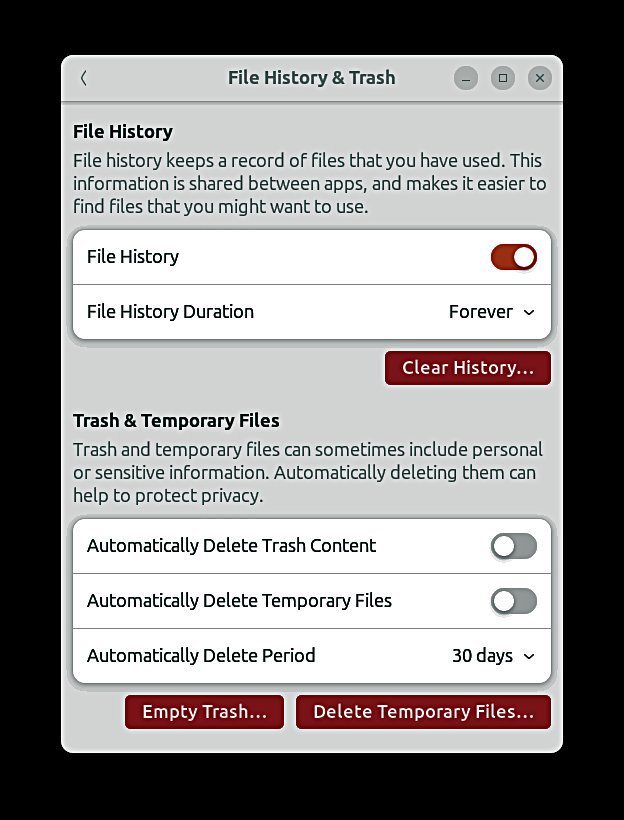 File History & Trash
File History
File history keeps a record of files that you have used. This
information is shared between apps, and makes it easier to
find files that you might want to use.
File History
File History Duration Forever
Clear History...
Trash & Temporary Files
Trash and temporary files can sometimes include personal
or sensitive information. Automatically deleting them can
help to protect privacy.
Automatically Delete Trash Content
Automatically Delete Temporary Files
Automatically Delete Period 30 days
Empty Trash... Delete Temporary Files...